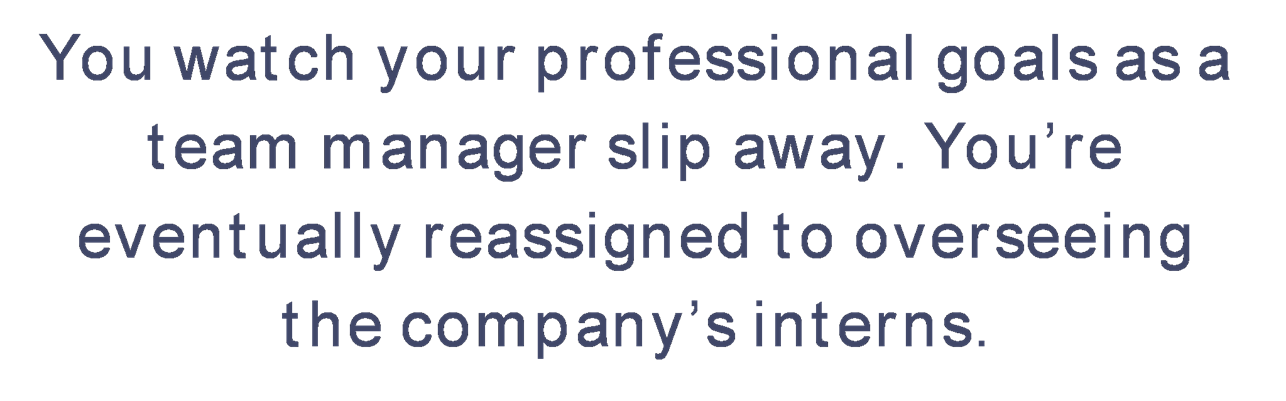 You watch your professional goals as a
team manager slip away. You’re
eventually reassigned to overseeing
the company’s interns.